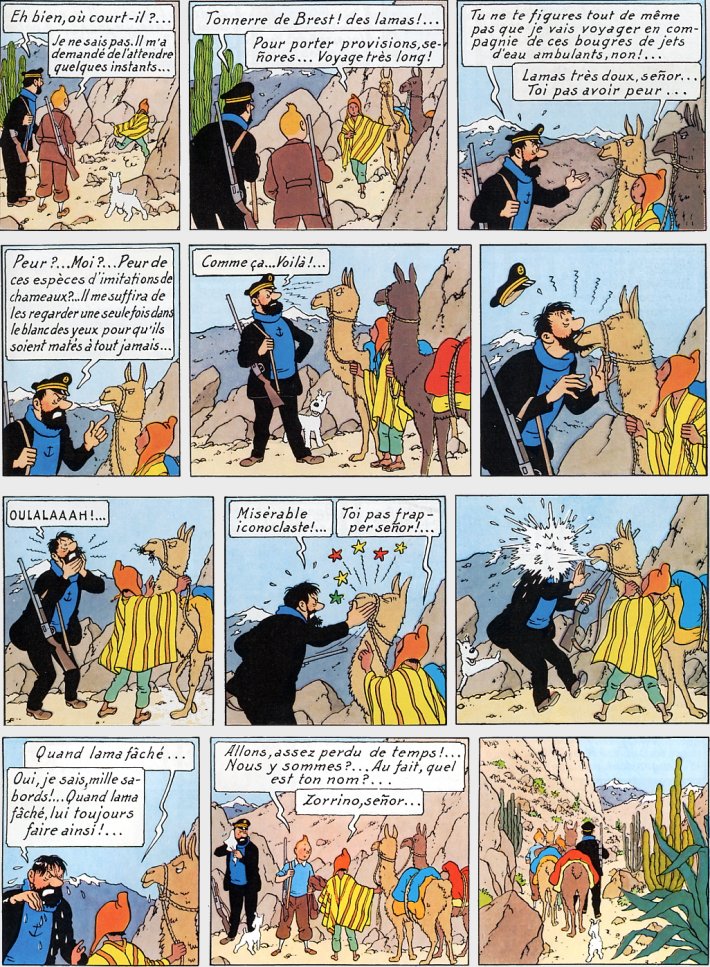 Eh bien, où court-il ?...
Je ne sais pas. Il m'a
demandé de l'attendre
quelques instants...
Tonnerre de Brest ! des lamas !...
Pour porter provisions, se-
ñores... Voyage très long !
Tu ne te figures tout de même
pas que je vais voyager en com-
pagnie de ces bougres de jets
d'eau ambulants, non !...
Lamas très doux, señor...
Toi pas avoir peur...
Peur ?...Moi ?...Peur de
ces espèces d'imitations de
chameaux?...Il me suffira de
les regarder une seule fois dans
le blanc des yeux pour qu'ils
soient matés à tout jamais...
Comme ça...Voilà !...
OULALAAAH !...
Misérable
iconoclaste!...
Toi pas frap-
per señor !...
Quand lama fâché...
Oui, je sais, mille sa-
bords!...Quand lama
fâché, lui toujours
faire ainsi !...
Allons, assez perdu de temps !...
Nous y sommes?...Au fait, quel
est ton nom ?...
Zorrino, señor...